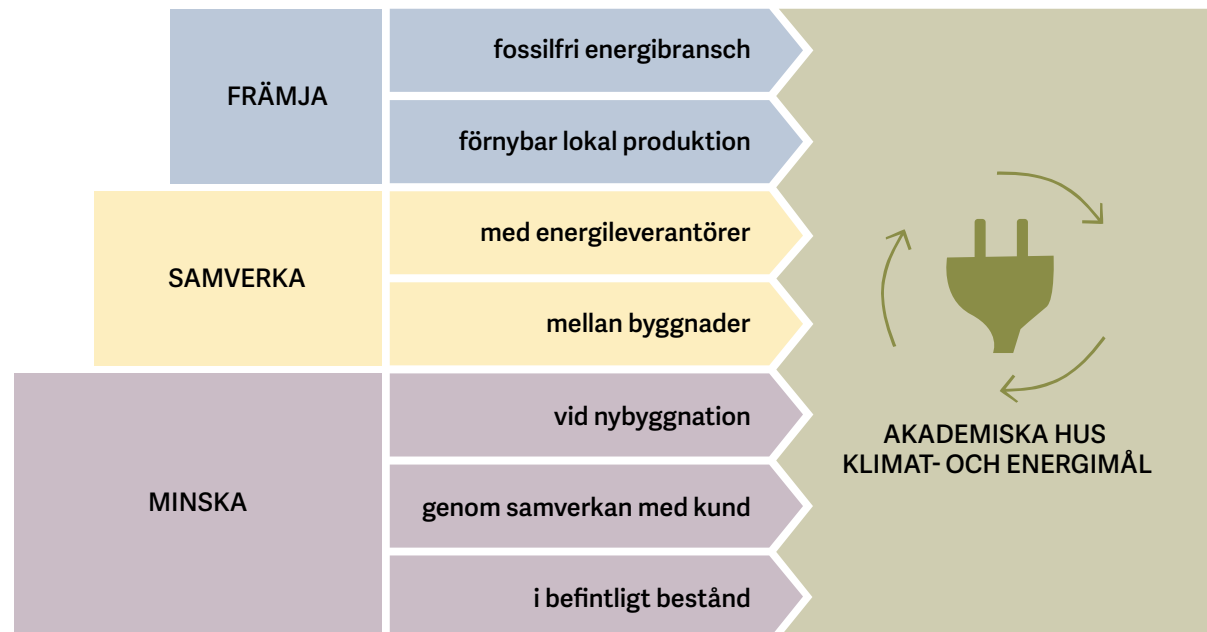 FRÄMJA
fossilfri energibransch
förnybar lokal produktion
SAMVERKA
med energileverantörer
mellan byggnader
MINSKA
vid nybyggnation
genom samverkan med kund
i befintligt bestånd
AKADEMISKA HUS
KLIMAT- OCH ENERGIMÅL